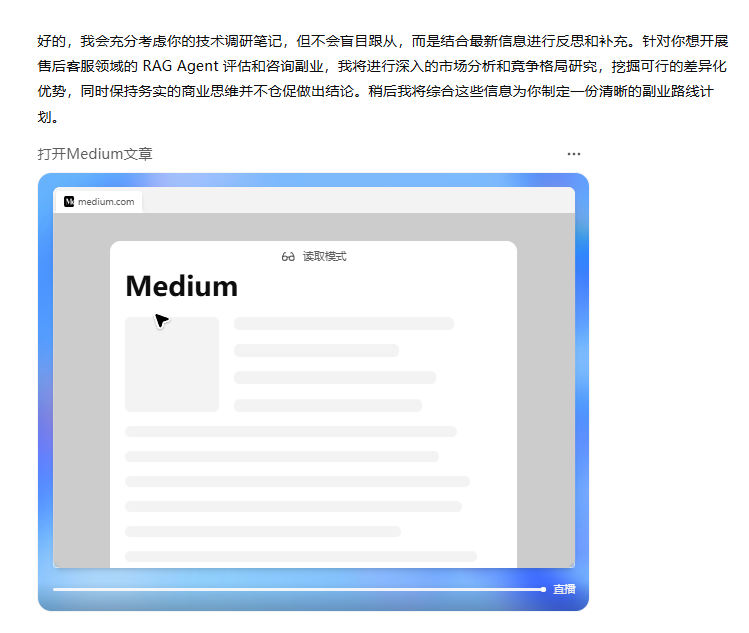 好的，我会充分考虑你的技术调研笔记，但不会盲目跟从，而是结合最新信息进行反思和补充。针对你想开展
售后客服领域的 RAG Agent 评估和咨询副业，我将进行深入的市场分析和竞争格局研究，挖掘可行的差异化
优势，同时保持务实的商业思维并不仓促做出结论。稍后我将综合这些信息为你制定一份清晰的副业路线计
划。
打开Medium文章
medium.com
读取模式
Medium
直播